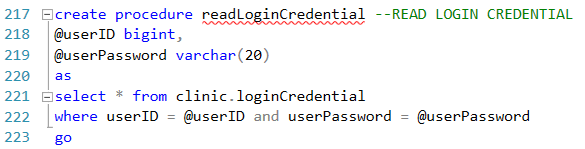 217 create procedure readLoginCredential --READ LOGIN CREDENTIAL
218 @userID bigint,
219 @userPassword varchar(20)
220 as
221 select * from clinic.loginCredential
222 where userID = @userID and userPassword = @userPassword
223 go